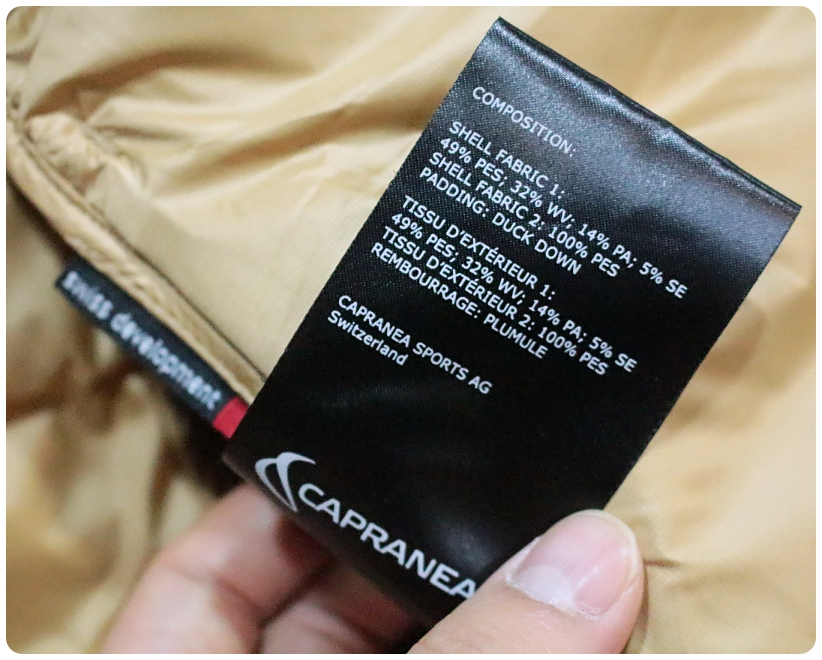 COMPOSITION:
SHELL FABRIC 1:
49% PES; 32% WV; 14% PA; 5% SE
SHELL FABRIC 2: 100% PES
PADDING: DUCK DOWN
TISSU D'EXTÉRIEUR 1:
49% PES; 32% WV; 14% PA; 5% SE
TISSU D'EXTÉRIEUR 2: 100% PES
REMBOURRAGE: PLUMULE
CAPRANEA SPORTS AG
Switzerland
CAPRANEA
swiss development